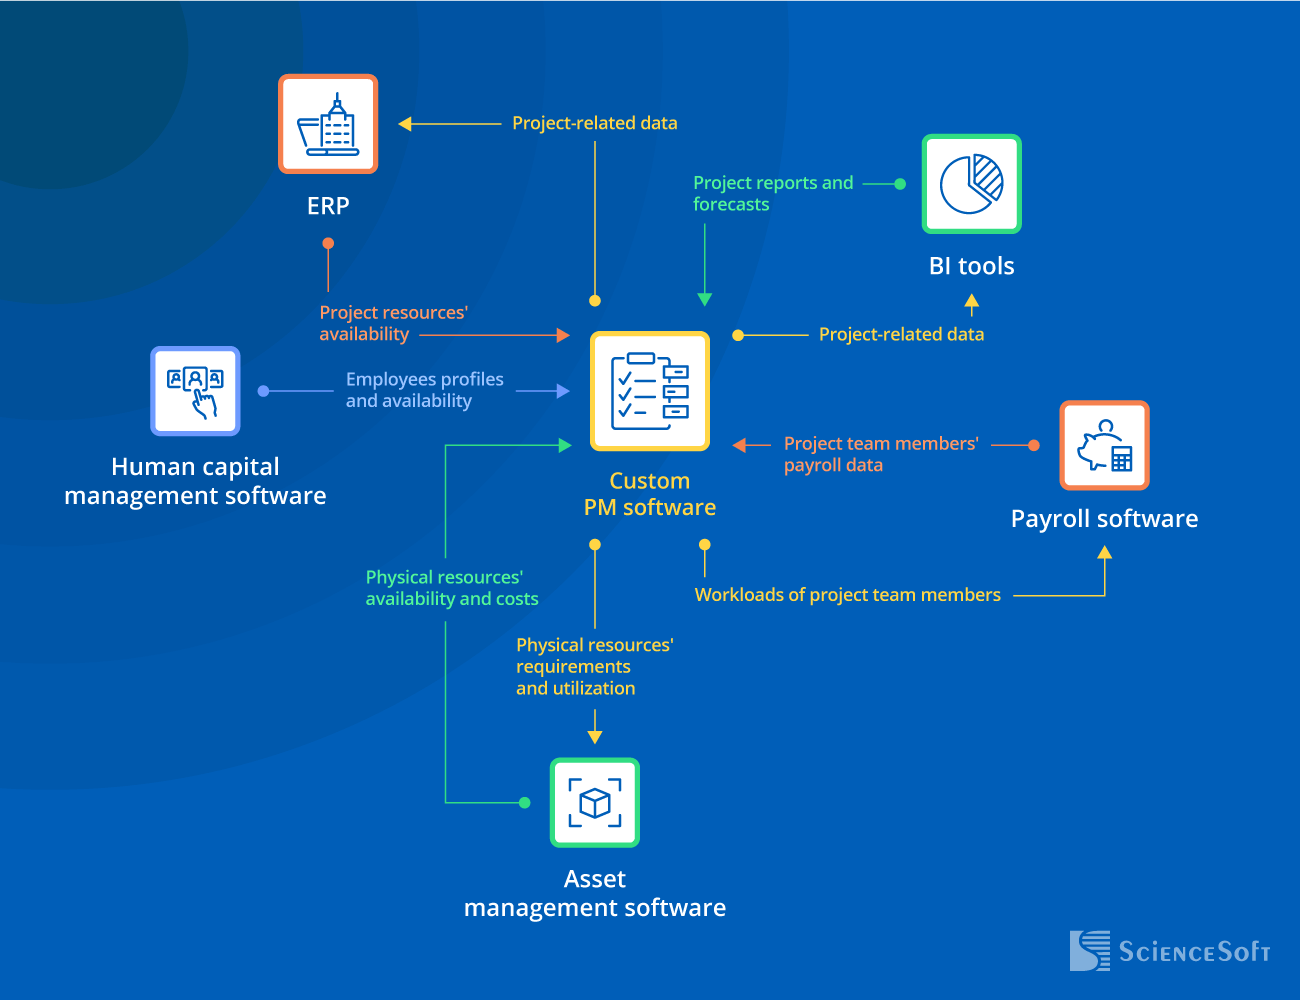 Project-related data
Project reports and
forecasts
ERP
BI tools
Project resources'
availability
Project-related data
Employees profiles
and availability
Project team members'
payroll data
Human capital
management software
Custom
PM software
Payroll software
Physical resources'
availability and costs
Workloads of project team members
Physical resources'
requirements
and utilization
Asset
management software
ScienceSoft